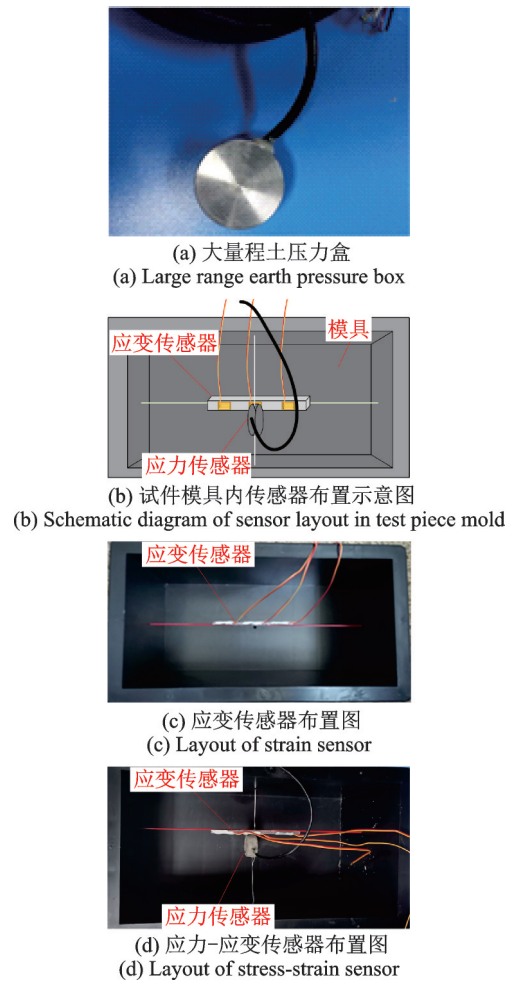 (a) 大量程土压力盒
(a) Large range earth pressure box
应变传感器
模具
应力传感器
(b) 试件模具内传感器布置示意图
(b) Schematic diagram of sensor layout in test piece mold
应变传感器
(c) 应变传感器布置图
(c) Layout of strain sensor
应变传感器
应力传感器
(d) 应力-应变传感器布置图
(d) Layout of stress-strain sensor